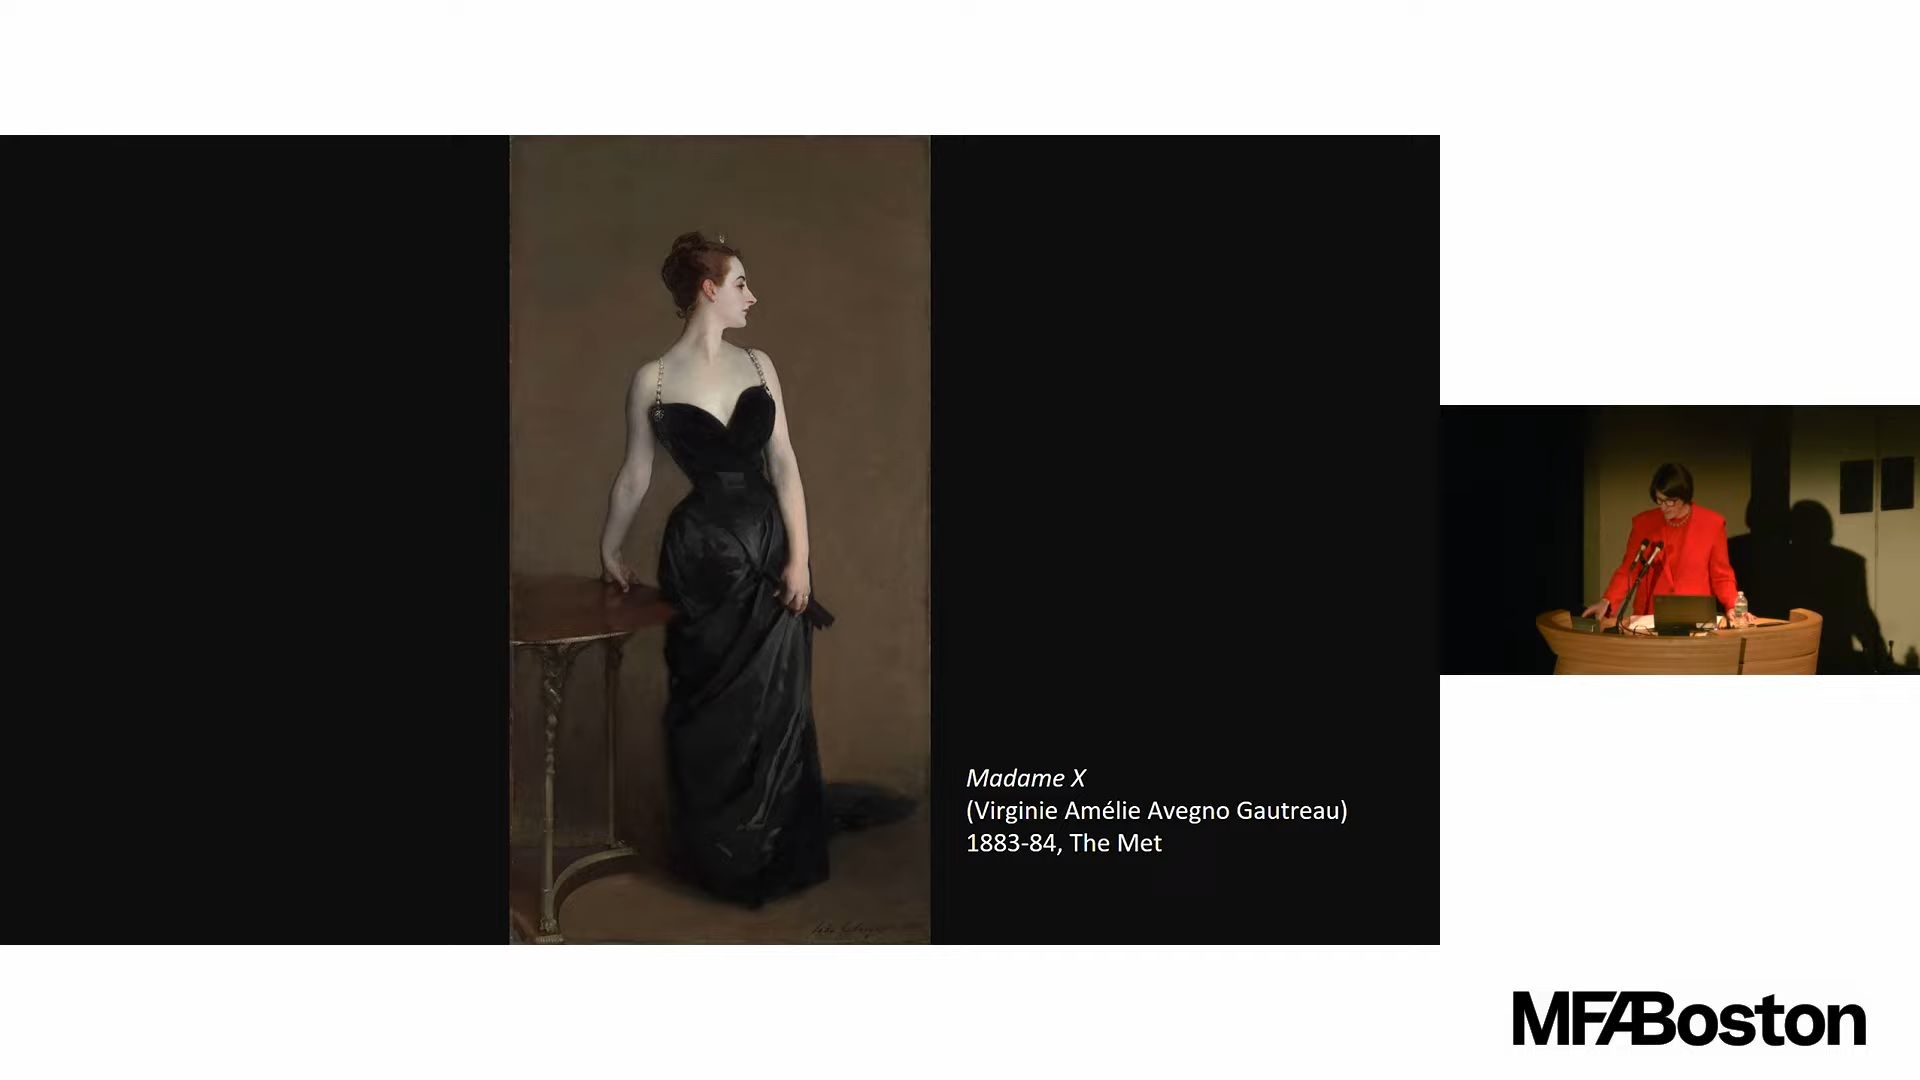 Madame X
(Virginie Amélie Avegno Gautreau)
1883-84, The Met
MFABoston